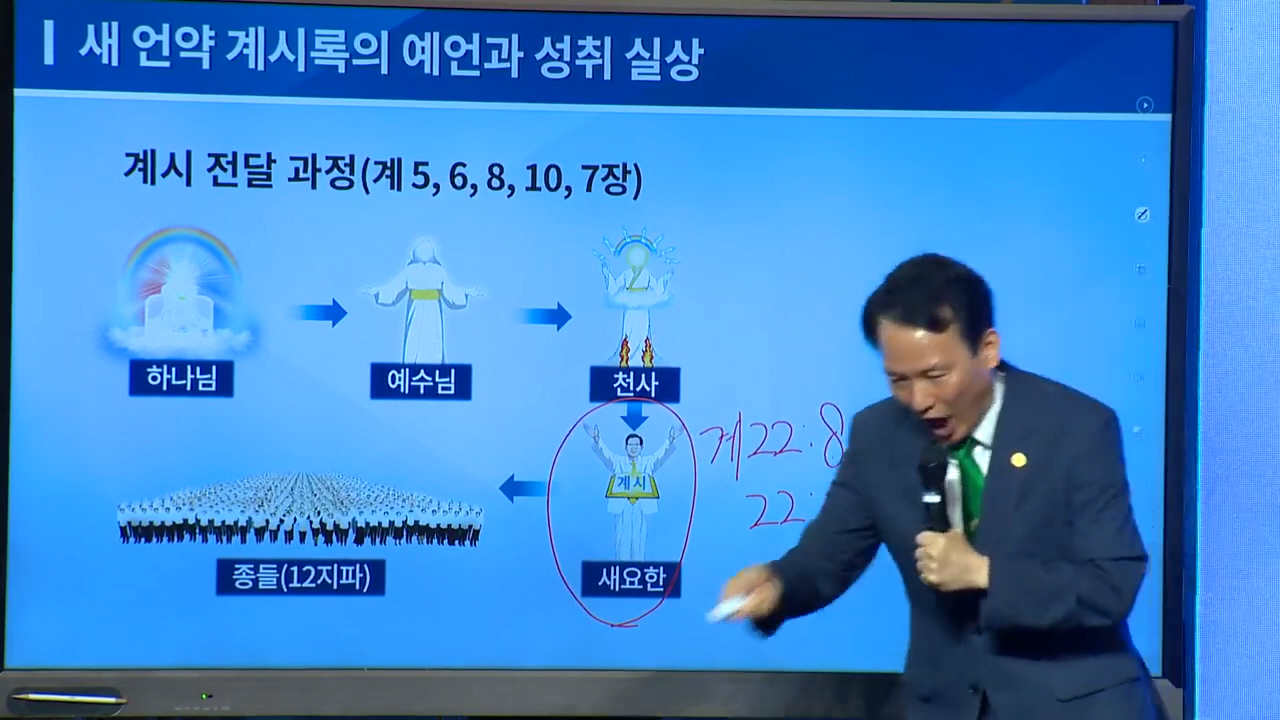 새 언약 계시록의 예언과 성취 실상
계시 전달 과정(계 5, 6, 8, 10, 7장)
하나님
예수님
천사
계22:8
계시
22:
종들(12지파)
새요한